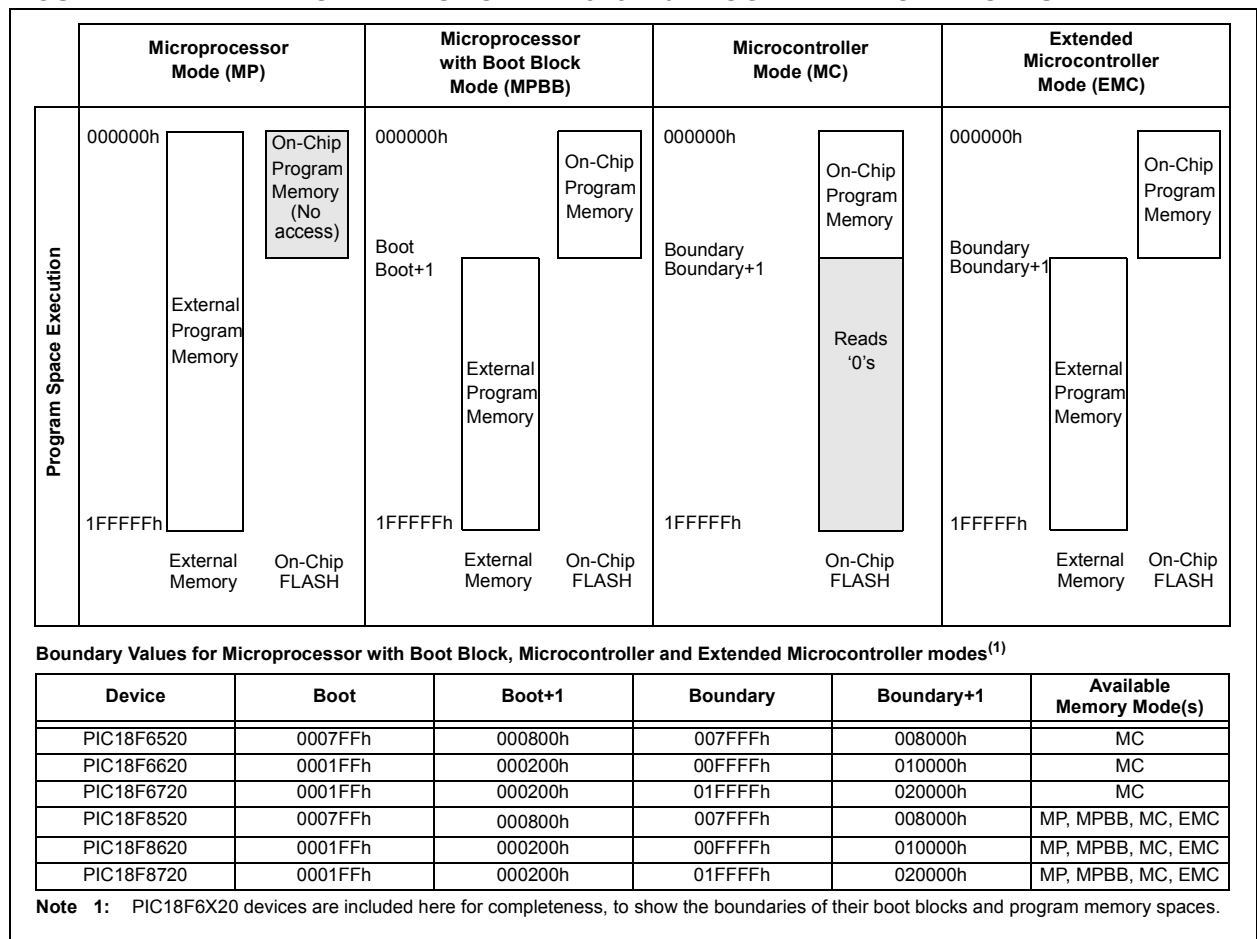 Microprocessor
Mode (MP)
Microprocessor
with Boot Block
Mode (MPBB)
Microcontroller
Mode (MC)
Extended
Microcontroller
Mode (EMC)
Program Space Execution
000000h
External
Program
Memory
On-Chip
Program
Memory
(No
access)
1FFFFFh
External
Memory
On-Chip
FLASH
000000h
On-Chip
Program
Memory
Boot
Boot+1
External
Program
Memory
1FFFFFh
External
Memory
On-Chip
FLASH
000000h
On-Chip
Program
Memory
Boundary
Boundary+1
Reads
‘0’s
1FFFFFh
On-Chip
FLASH
000000h
On-Chip
Program
Memory
Boundary
Boundary+1
External
Program
Memory
1FFFFFh
External
Memory
On-Chip
FLASH
Boundary Values for Microprocessor with Boot Block, Microcontroller and Extended Microcontroller modes(1)
Device Boot Boot+1 Boundary Boundary+1 Available Memory Mode(s)
PIC18F6520 0007FFh 000800h 007FFFh 008000h MC
PIC18F6620 0001FFh 000200h 00FFFFh 010000h MC
PIC18F6720 0001FFh 000200h 01FFFFh 020000h MC
PIC18F8520 0007FFh 000800h 007FFFh 008000h MP, MPBB, MC, EMC
PIC18F8620 0001FFh 000200h 00FFFFh 010000h MP, MPBB, MC, EMC
PIC18F8720 0001FFh 000200h 01FFFFh 020000h MP, MPBB, MC, EMC
Note 1: PIC18F6X20 devices are included here for completeness, to show the boundaries of their boot blocks and program memory spaces.